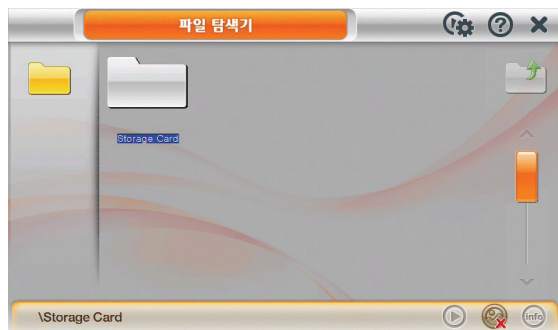 파일 탐색기
Storage Card
\Storage Card
info